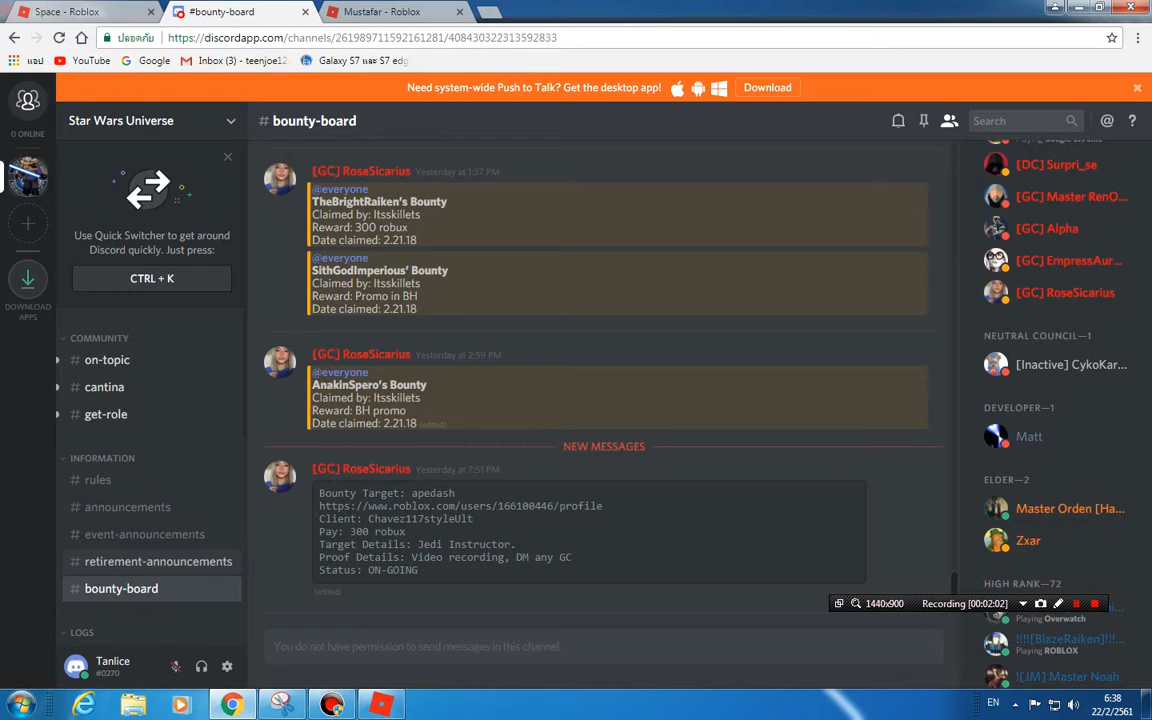 Space - Roblox
#bounty-board
Mustafar - Roblox
ปลอดภัย
https://discordapp.com/channels/261989711592161281/408430322313592833
แอป
YouTube
Google
Inbox (3) - teenjoe12
Galaxy S7 และ S7 edg
Need system-wide Push to Talk? Get the desktop app!
Download
0 ONLINE
DOWNLOAD
APPS
Star Wars Universe
# bounty-board
Search
Use Quick Switcher to get around
Discord quickly. Just press:
CTRL + K
COMMUNITY
# on-topic
# cantina
# get-role
INFORMATION
# rules
# announcements
# event-announcements
# retirement-announcements
# bounty-board
LOGS
Tanlice
#0270
[GC] RoseSicarius Yesterday at 1:37 PM
@everyone
TheBrightRaiken's Bounty
Claimed by: Itsskillets
Reward: 300 robux
Date claimed: 2.21.18
@everyone
SithGodImperious' Bounty
Claimed by: Itsskillets
Reward: Promo in BH
Date claimed: 2.21.18
[GC] RoseSicarius Yesterday at 2:59 PM
@everyone
AnakinSpero's Bounty
Claimed by: Itsskillets
Reward: BH promo
Date claimed: 2.21.18 (edited)
NEW MESSAGES
[GC] RoseSicarius Yesterday at 7:51 PM
Bounty Target: apedash
https://www.roblox.com/users/166100446/profile
Client: Chavez117styleUlt
Pay: 300 robux
Target Details: Jedi Instructor.
Proof Details: Video recording, DM any GC
Status: ON-GOING
(edited)
You do not have permission to send messages in this channel.
[DC] Surpri_se
[GC] Master RenO...
[GC] Alpha
[GC] EmpressAur...
[GC] RoseSicarius
NEUTRAL COUNCIL—1
[Inactive] CykoKar...
DEVELOPER—1
Matt
ELDER—2
Master Orden [Ha...
Zxar
HIGH RANK—72
1440x900
Recording [00:02:02]
Playing Overwatch
!!!![BlazeRaiken]!!!...
Playing ROBLOX
![JM] Master Noah
EN
6:38
22/2/2561